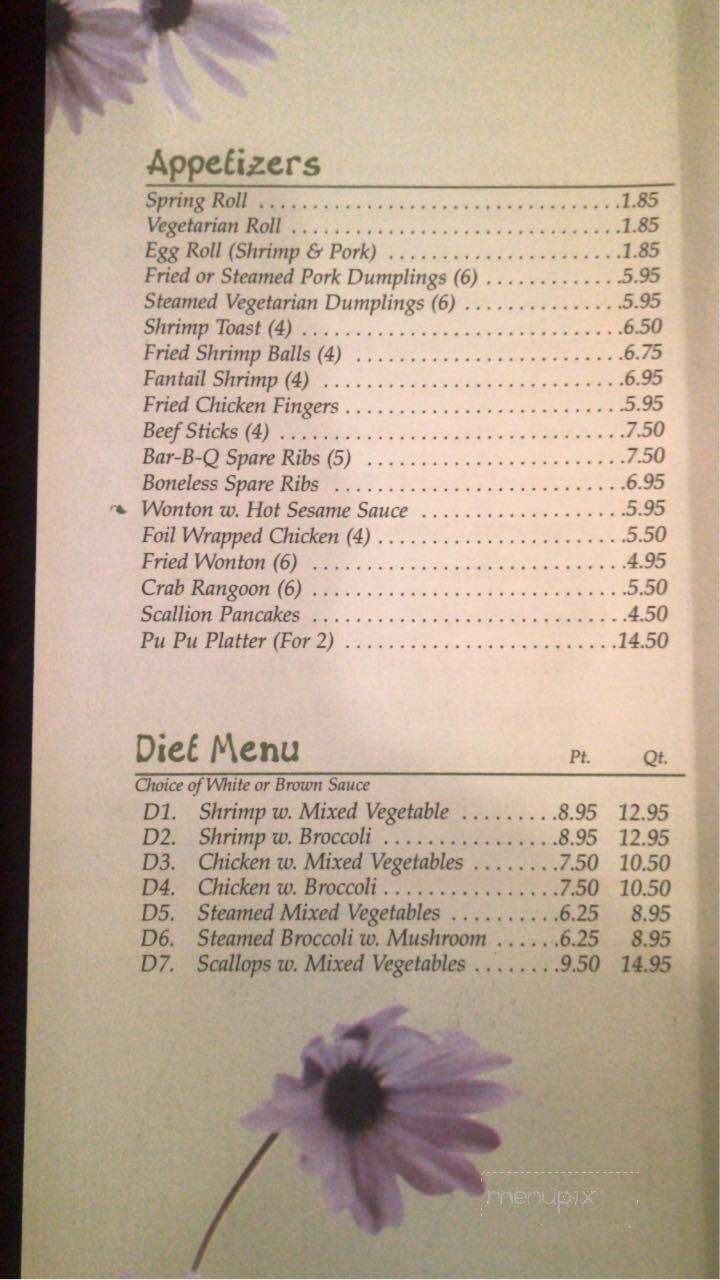 Appetizers
Spring Roll ..................................1.85
Vegetarian Roll ...............................1.85
Egg Roll (Shrimp & Pork) ......................1.85
Fried or Steamed Pork Dumplings (6) .............5.95
Steamed Vegetarian Dumplings (6) ...............5.95
Shrimp Toast (4) ..............................6.50
Fried Shrimp Balls (4) .........................6.75
Fantail Shrimp (4) ............................6.95
Fried Chicken Fingers ..........................5.95
Beef Sticks (4) ................................7.50
Bar-B-Q Spare Ribs (5) ........................7.50
Boneless Spare Ribs ...........................6.95
Wonton w. Hot Sesame Sauce ...................5.95
Foil Wrapped Chicken (4) .......................5.50
Fried Wonton (6) .............................4.95
Crab Rangoon (6) .............................5.50
Scallion Pancakes .............................4.50
Pu Pu Platter (For 2) .........................14.50
Diet Menu Pt. Qt.
Choice of White or Brown Sauce
D1. Shrimp w. Mixed Vegetable .........8.95 12.95
D2. Shrimp w. Broccoli ................8.95 12.95
D3. Chicken w. Mixed Vegetables ........7.50 10.50
D4. Chicken w. Broccoli ................7.50 10.50
D5. Steamed Mixed Vegetables ..........6.25 8.95
D6. Steamed Broccoli w. Mushroom ......6.25 8.95
D7. Scallops w. Mixed Vegetables ........9.50 14.95
menupix